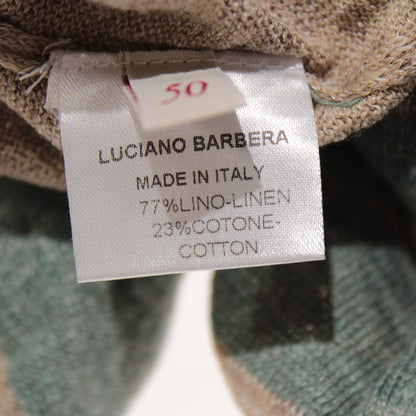 50
LUCIANO BARBERA
MADE IN ITALY
77%LINO-LINEN
23%COTONE-
COTTON